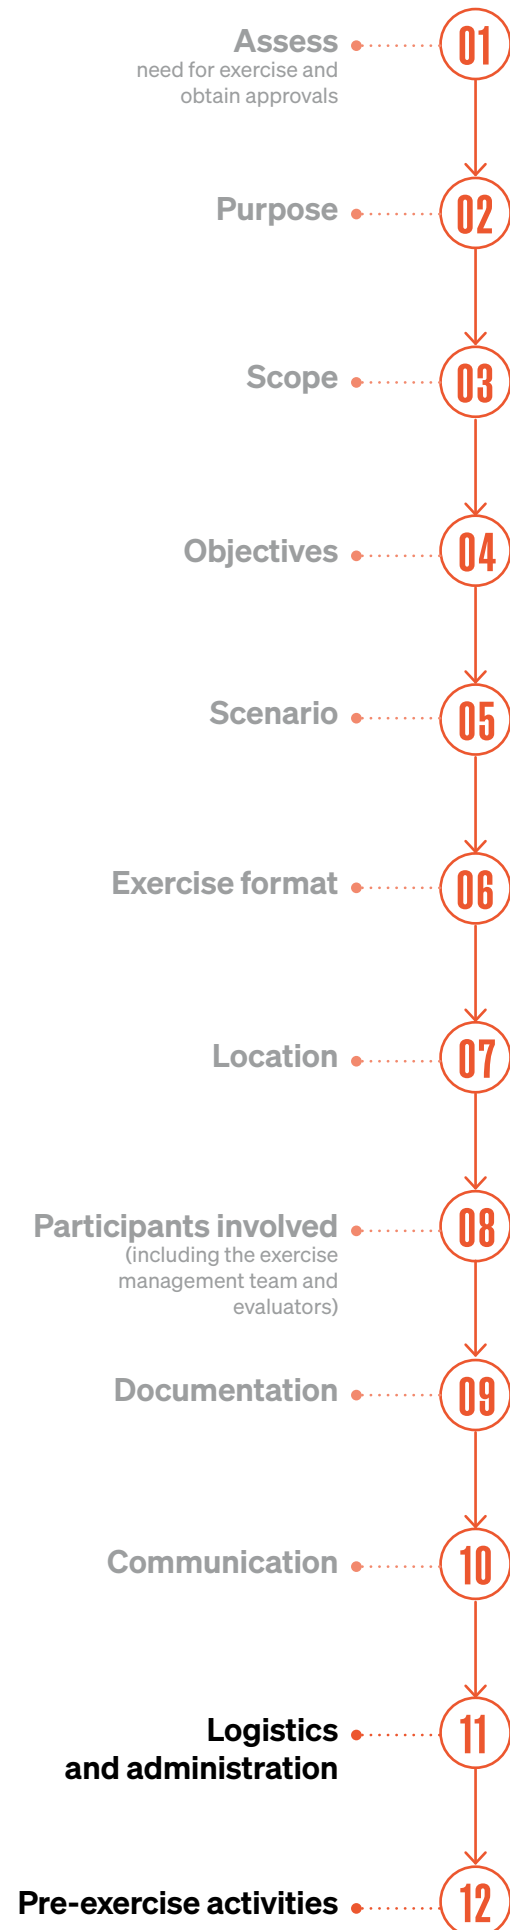 Assess
need for exercise and
obtain approvals
01
Purpose
02
Scope
03
Objectives
04
Scenario
05
Exercise format
06
Location
07
Participants involved
(including the exercise
management team and
evaluators)
08
Documentation
09
Communication
10
Logistics
and administration
11
Pre-exercise activities
12